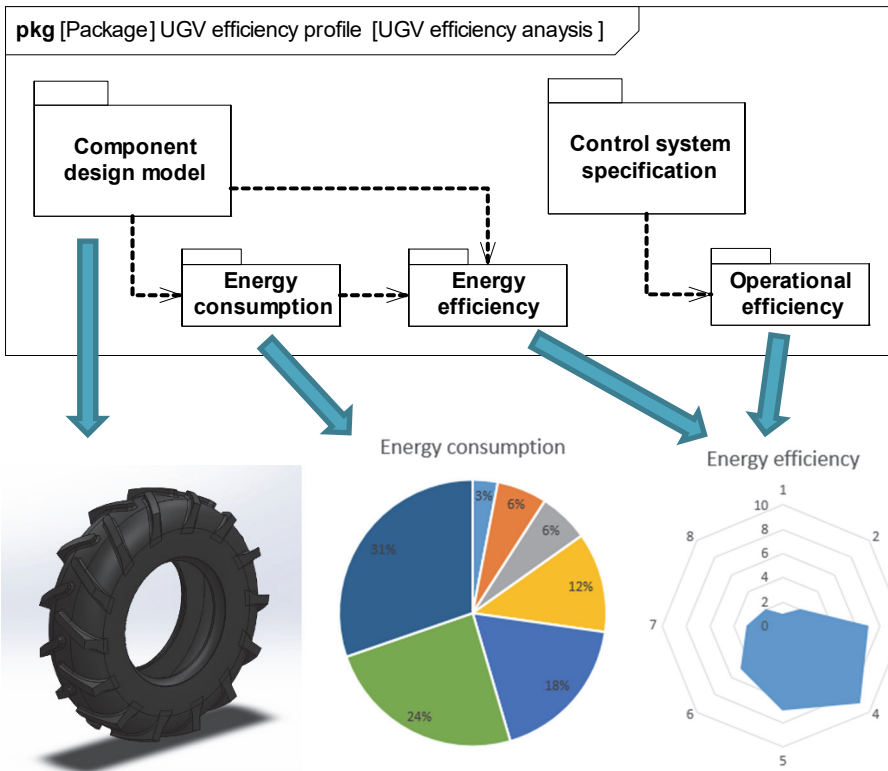 pkg [Package] UGV efficiency profile [UGV efficiency anaysis ]
Component
design model
Control system
specification
Energy
consumption
Energy
efficiency
Operational
efficiency
Energy consumption
3%
6%
6%
12%
18%
24%
31%
Energy efficiency
1
2
4
5
6
7
8
10
8
6
4
2
0